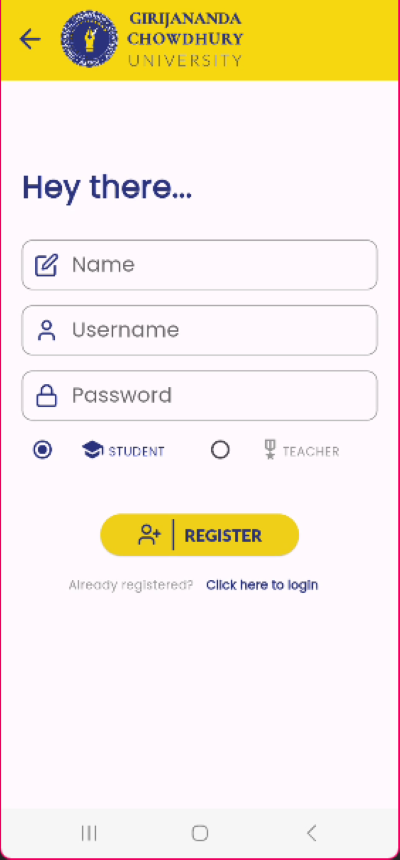 GIRIJANANDA
CHOWDHURY
UNIVERSITY
Hey there...
Name
Username
Password
STUDENT TEACHER
REGISTER
Already registered? Click here to login